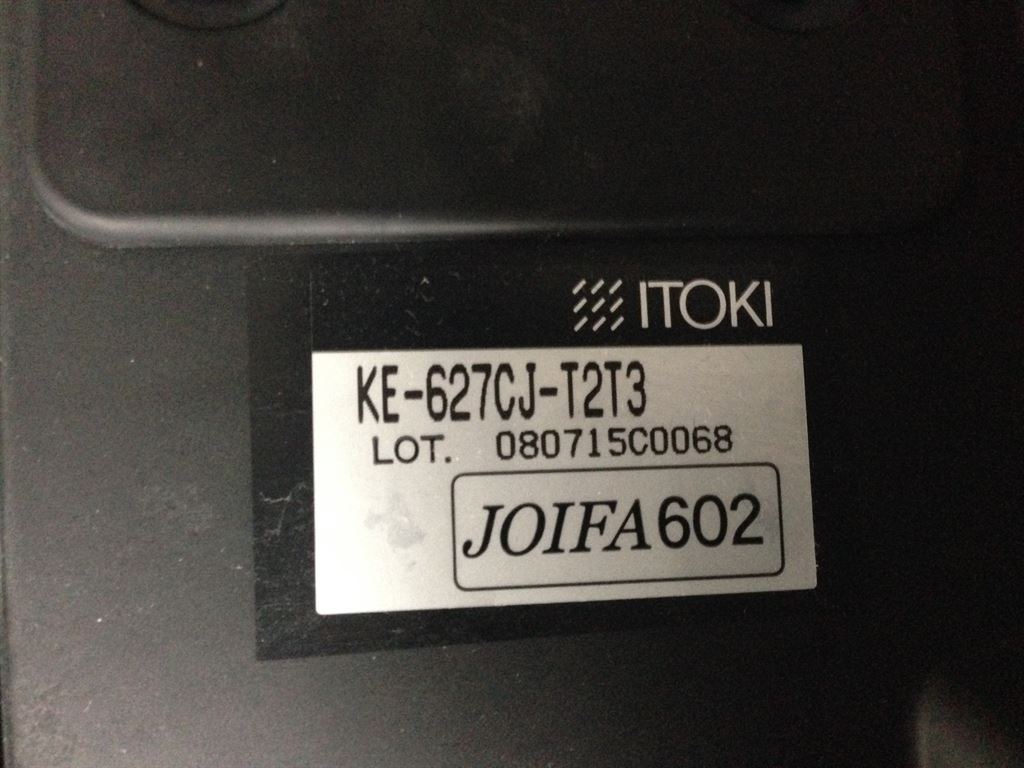 ITOKI
KE-627CJ-T2T3
LOT. 080715C0068
JOIFA602